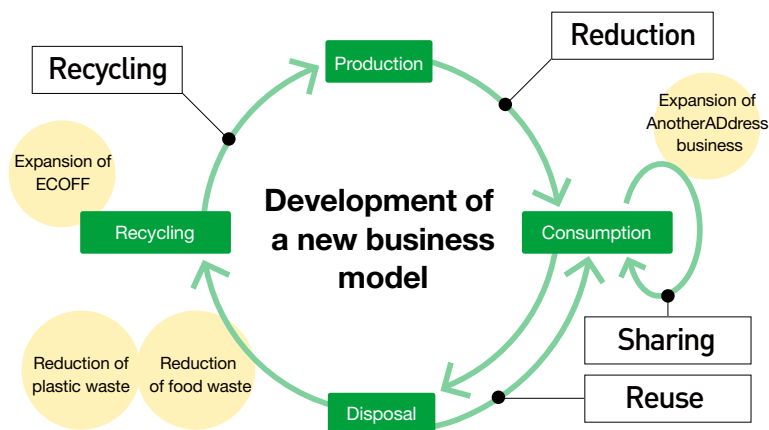 Reduction
Recycling
Production
Expansion of
AnotherADdress
business
Expansion of
ECOFF
Development of
a new business
model
Recycling
Consumption
Sharing
Reduction of
plastic waste
Reduction
of food waste
Reuse
Disposal